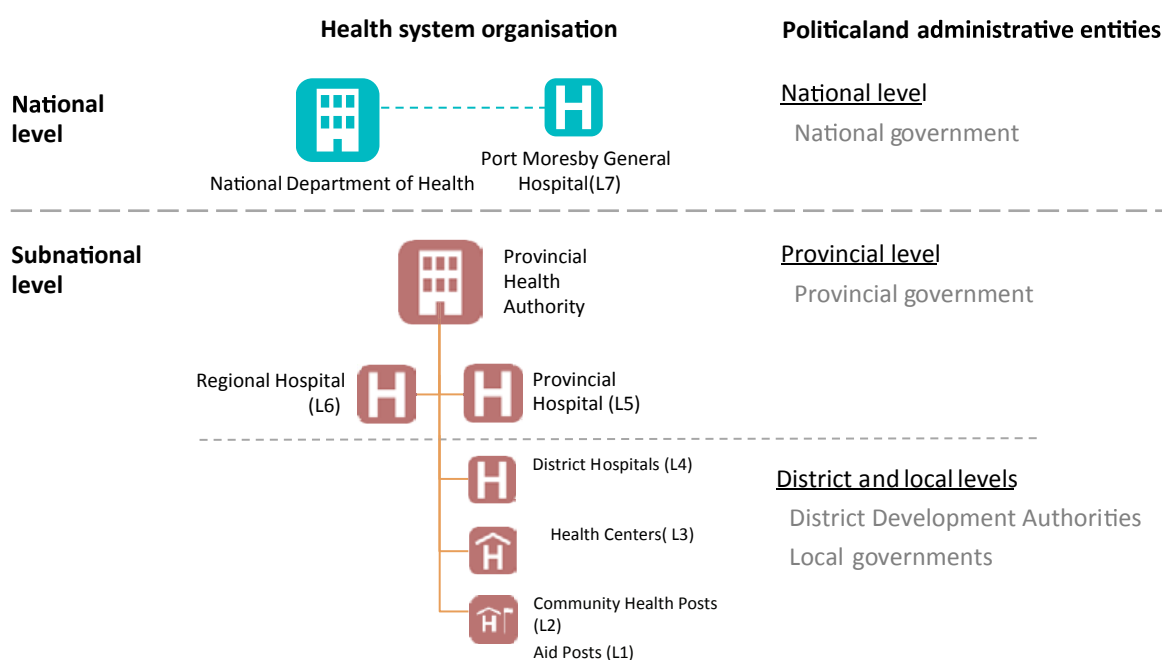 Health system organisation
Politicaland administrative entities
National
level
H
National Department of Health
Port Moresby General
Hospital(L7)
National level
National government
Subnational
level
Provincial
Health
Authority
Provincial level
Provincial government
Regional Hospital
(L6)
H
H
Provincial
Hospital (L5)
H
District Hospitals (L4)
H
Health Centers( L3)
H
Community Health Posts
(L2)
Aid Posts (L1)
District and local levels
District Development Authorities
Local governments